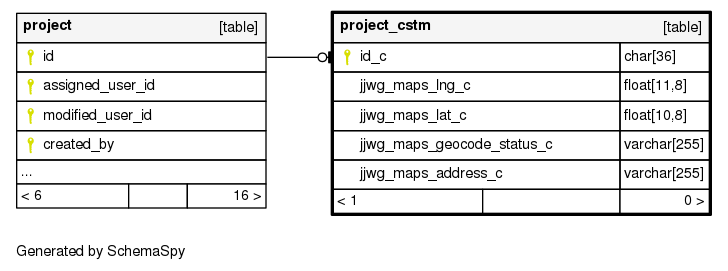 project [table]
id
assigned_user_id
modified_user_id
created_by
...
< 6 16 >
project_cstm [table]
id_c char[36]
jjwg_maps_lng_c float[11,8]
jjwg_maps_lat_c float[10,8]
jjwg_maps_geocode_status_c varchar[255]
jjwg_maps_address_c varchar[255]
< 1 0 >
Generated by SchemaSpy